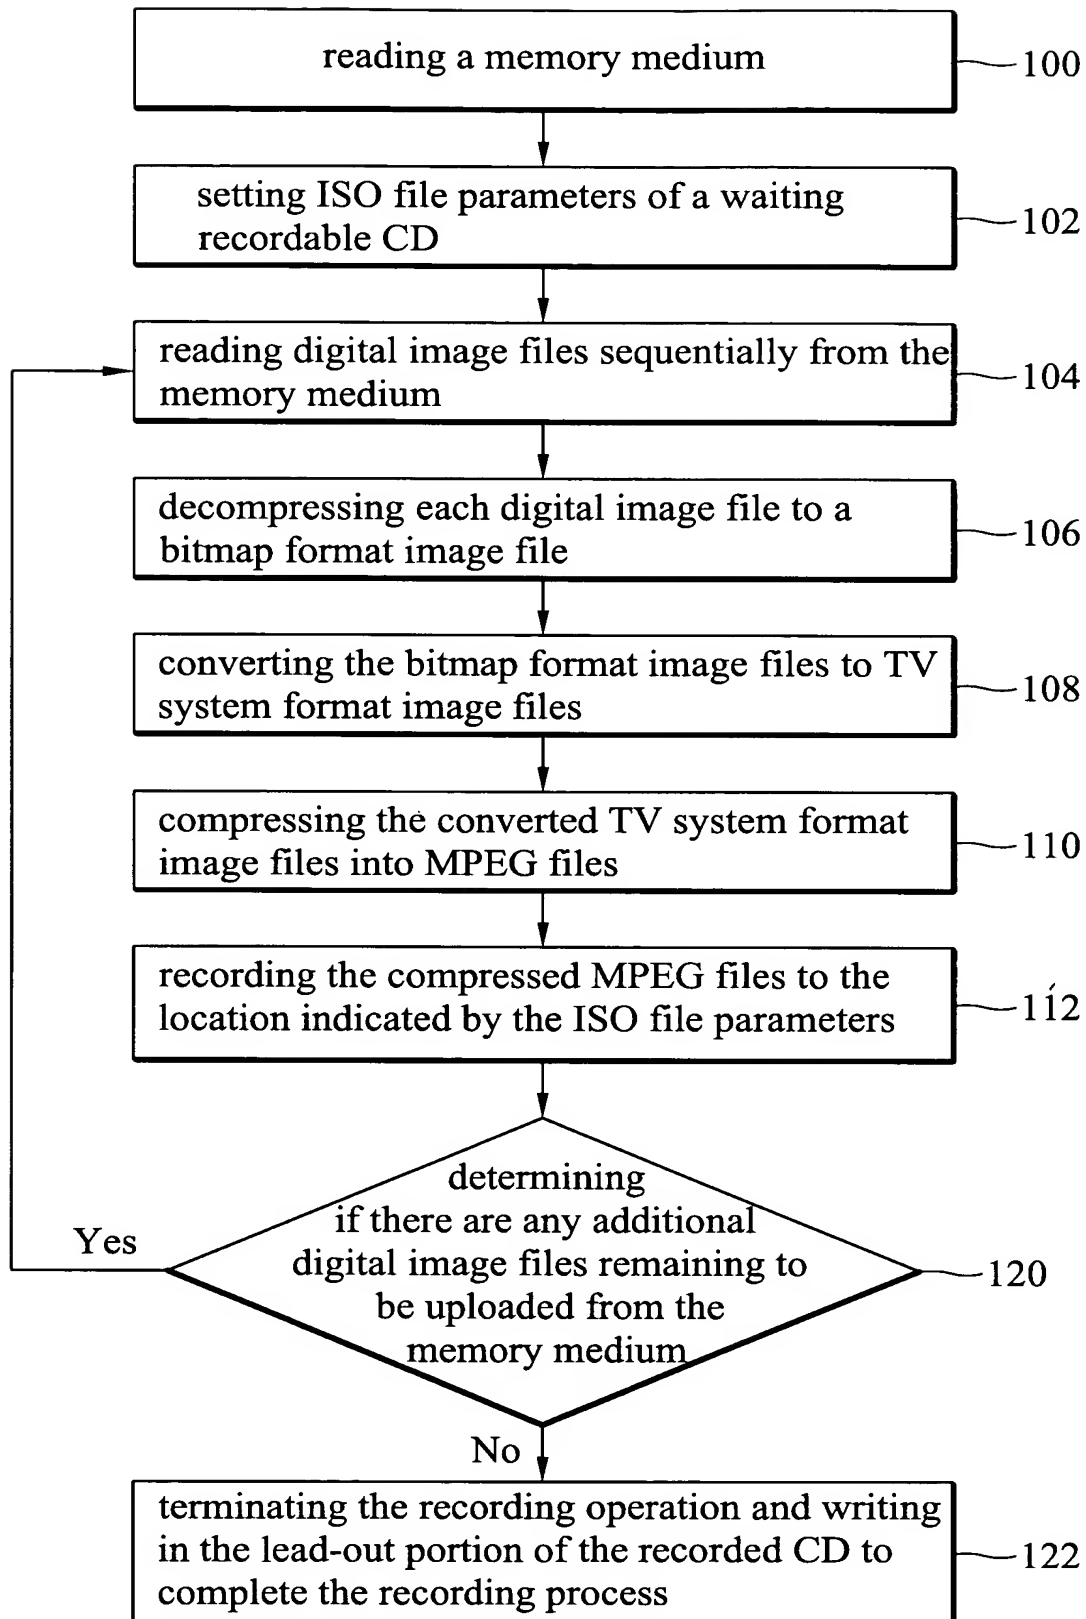 reading a memory medium
100
setting ISO file parameters of a waiting
recordable CD
102
reading digital image files sequentially from the
memory medium
104
decompressing each digital image file to a
bitmap format image file
106
converting the bitmap format image files to TV
system format image files
108
compressing the converted TV system format
image files into MPEG files
110
recording the compressed MPEG files to the
location indicated by the ISO file parameters
112
determining
if there are any additional
digital image files remaining to
be uploaded from the
memory medium
Yes
120
No
terminating the recording operation and writing
in the lead-out portion of the recorded CD to
complete the recording process
122